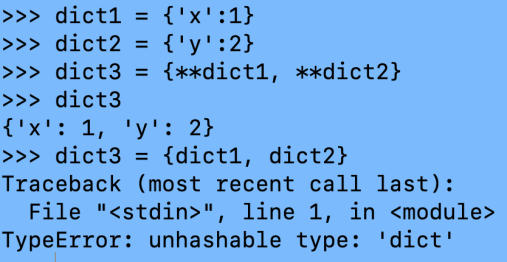 >>> dict1 = {'x':1}
>>> dict2 = {'y':2}
>>> dict3 = {**dict1, **dict2}
>>> dict3
{'x': 1, 'y': 2}
>>> dict3 = {dict1, dict2}
Traceback (most recent call last):
  File "<stdin>", line 1, in <module>
TypeError: unhashable type: 'dict'